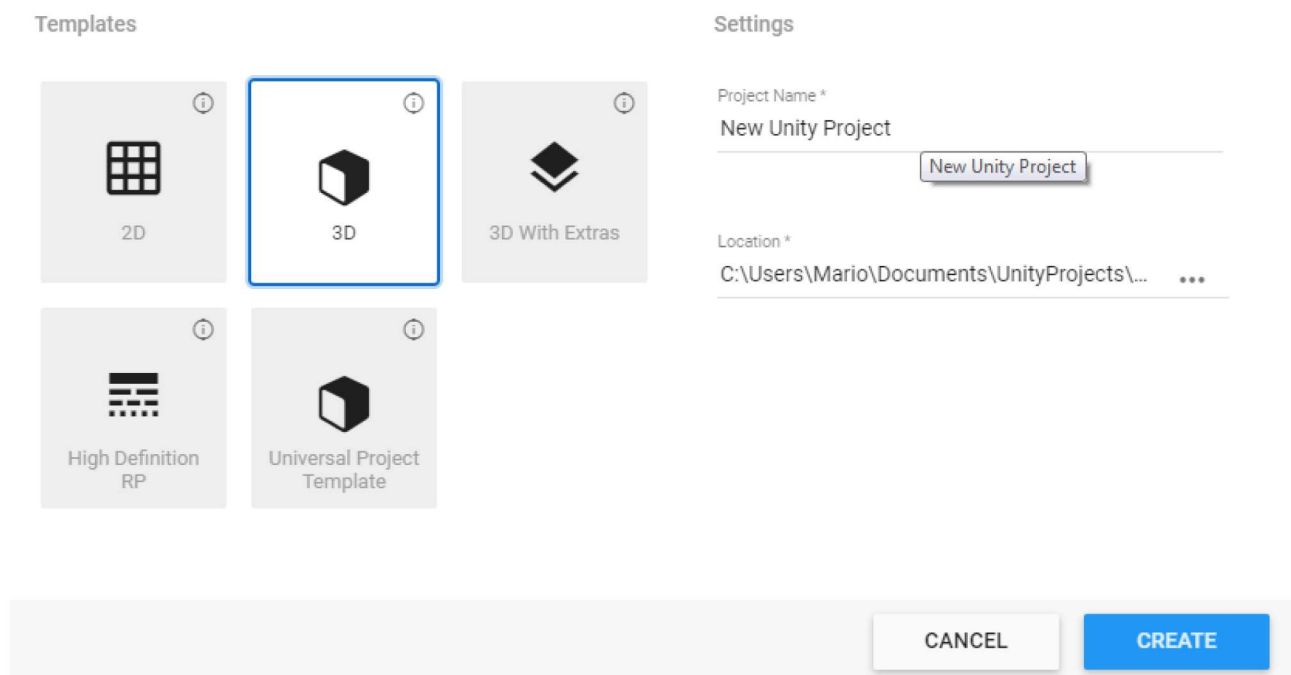 Templates
Settings
2D
3D
3D With Extras
High Definition
RP
Universal Project
Template
Project Name *
New Unity Project
New Unity Project
Location *
C:\Users\Mario\Documents\UnityProjects\...
CANCEL
CREATE